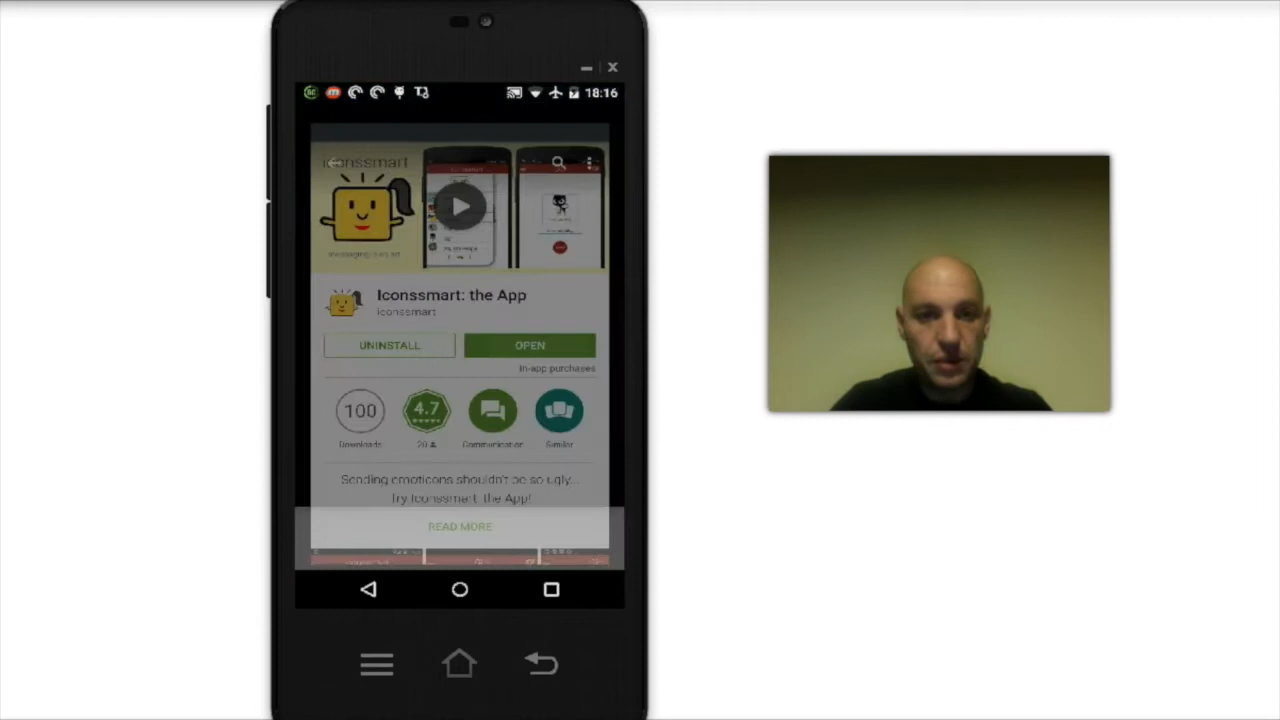 18:16
iconssmart
Iconssmart: the App
iconssmart
UNINSTALL
OPEN
In-app purchases
100
4.7
Downloads
Communication
Similar
Sending emoticons shouldn't be so ugly...
Try Iconssmart: the App!
READ MORE